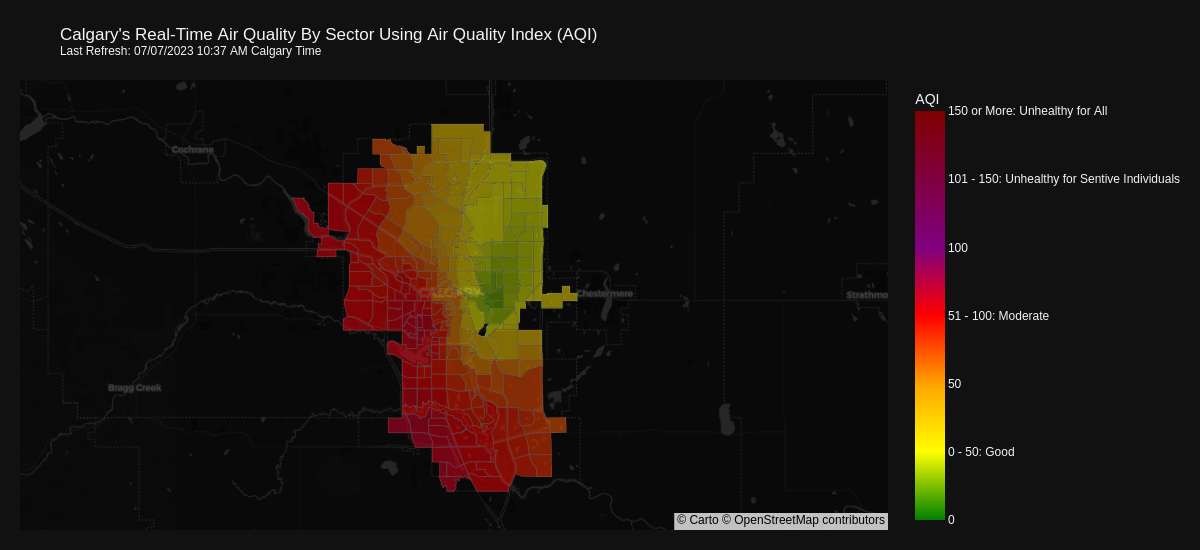 Calgary's Real-Time Air Quality By Sector Using Air Quality Index (AQI)
Last Refresh: 07/07/2023 10:37 AM Calgary Time
AQI
150 or More: Unhealthy for All
101 - 150: Unhealthy for Sentive Individuals
100
51 - 100: Moderate
50
0 - 50: Good
0
Cochrane
CALGARY
Chestermere
Strathmo
Bragg Creek
© Carto © OpenStreetMap contributors